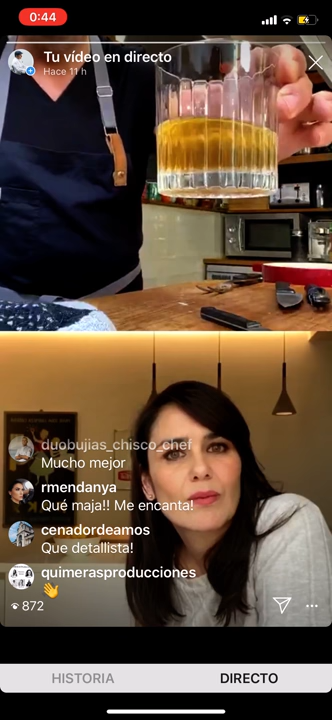 0:44
Tu vídeo en directo
Hace 11 h
duobujias_chisco_chef
Mucho mejor
rmendanya
Qué maja!! Me encanta!
cenadordeamos
Que detallista!
quimerasproducciones
👋
872
HISTORIA
DIRECTO